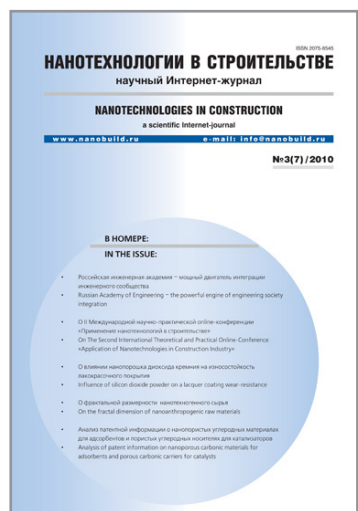 ISSN 2075-8545
НАНОТЕХНОЛОГИИ В СТРОИТЕЛЬСТВЕ
научный Интернет-журнал
NANOTECHNOLOGIES IN CONSTRUCTION
a scientific Internet-journal
www.nanobuild.ru e-mail: info@nanobuild.ru
№3(7)/2010
В НОМЕРЕ:
IN THE ISSUE:
• Российская инженерная академия – мощный двигатель интеграции
инженерного сообщества
• Russian Academy of Engineering – the powerful engine of engineering society
integration
• О II Международной научно-практической online-конференции
«Применение нанотехнологий в строительстве»
• On The Second International Theoretical and Practical Online-Conference
«Application of Nanotechnologies in Construction Industry»
• О влиянии нанопорошка диоксида кремния на износостойкость
лакокрасочного покрытия
• Influence of silicon dioxide powder on a lacquer coating wear-resistance
• О фрактальной размерности нанотехногенного сырья
• On the fractal dimension of nanoanthropogenic raw materials
• Анализ патентной информации о нанопористых углеродных материалах
для адсорбентов и пористых углеродных носителях для катализаторов
• Analysis of patent information on nanoporous carbonic materials for
adsorbents and porous carbonic carriers for catalysts